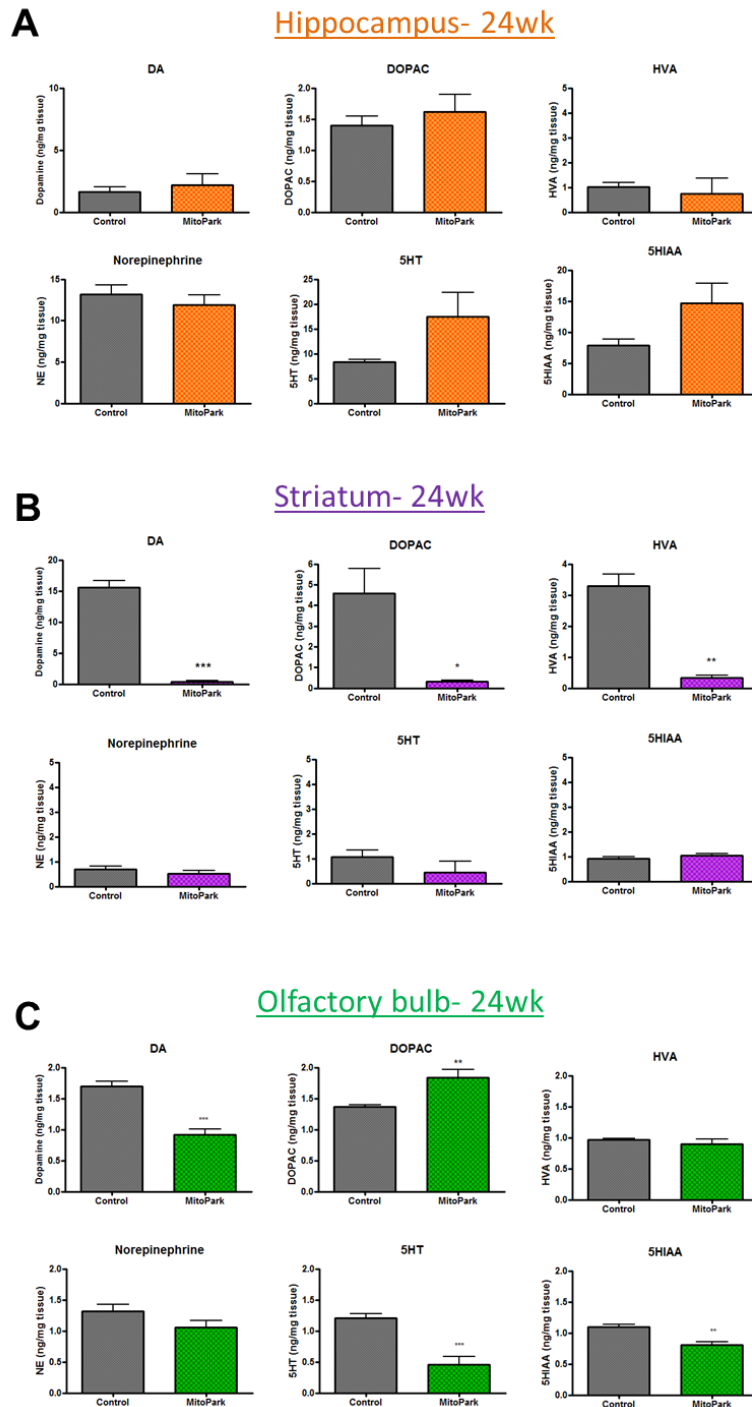 A
Hippocampus- 24wk
DA
Dopamine (ng/mg tissue)
10
5
0
Control
MitoPark
DOPAC
DOPAC (ng/mg tissue)
2.0
1.5
1.0
0.5
0.0
Control
MitoPark
HVA
HVA (ng/mg tissue)
5
4
3
2
1
0
Control
MitoPark
Norepinephrine
NE (ng/mg tissue)
15
10
5
0
Control
MitoPark
5HT
5HT (ng/mg tissue)
25
20
15
10
5
0
Control
MitoPark
5HIAA
5HIAA (ng/mg tissue)
20
15
10
5
0
Control
MitoPark
B
Striatum- 24wk
DA
Dopamine (ng/mg tissue)
20
15
10
5
0
***
Control
MitoPark
DOPAC
DOPAC (ng/mg tissue)
6
5
4
3
2
1
0
*
Control
MitoPark
HVA
HVA (ng/mg tissue)
4
3
2
1
0
**
Control
MitoPark
Norepinephrine
NE (ng/mg tissue)
5
4
3
2
1
0
Control
MitoPark
5HT
5HT (ng/mg tissue)
5
4
3
2
1
0
Control
MitoPark
5HIAA
5HIAA (ng/mg tissue)
5
4
3
2
1
0
Control
MitoPark
C
Olfactory bulb- 24wk
DA
Dopamine (ng/mg tissue)
2.0
1.5
1.0
0.5
0.0
***
Control
MitoPark
DOPAC
DOPAC (ng/mg tissue)
2.0
1.5
1.0
0.5
0.0
**
Control
MitoPark
HVA
HVA (ng/mg tissue)
2.0
1.5
1.0
0.5
0.0
Control
MitoPark
Norepinephrine
NE (ng/mg tissue)
2.0
1.5
1.0
0.5
0.0
Control
MitoPark
5HT
5HT (ng/mg tissue)
2.0
1.5
1.0
0.5
0.0
***
Control
MitoPark
5HIAA
5HIAA (ng/mg tissue)
2.0
1.5
1.0
0.5
0.0
**
Control
MitoPark